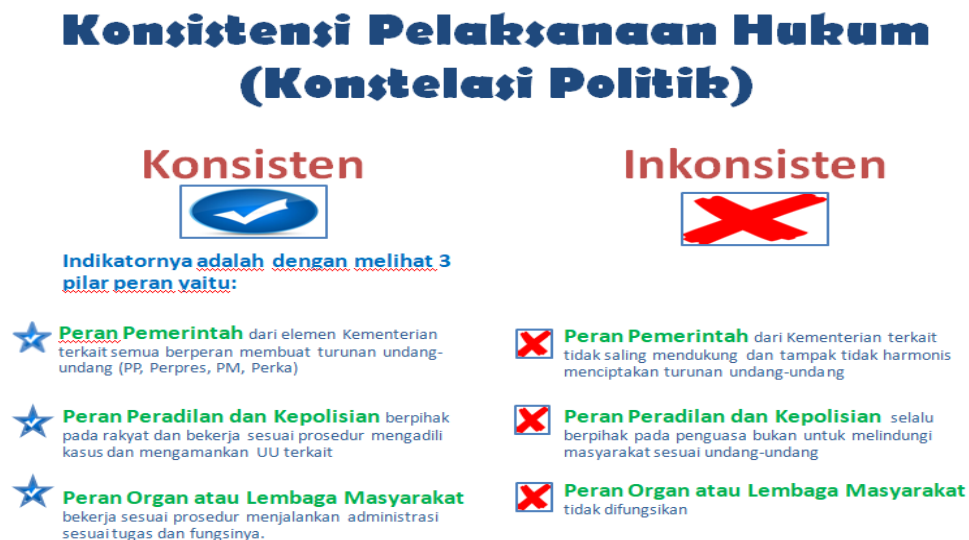 Konsistensi Pelaksanaan Hukum
(Konstelasi Politik)
Konsisten
Indikatornya adalah dengan melihat 3
pilar peran yaitu:
Peran Pemerintah dari elemen Kementerian
terkait semua berperan membuat turunan undang-
undang (PP, Perpres, PM, Perka)
Peran Peradilan dan Kepolisian berpihak
pada rakyat dan bekerja sesuai prosedur mengadili
kasus dan mengamankan UU terkait
Peran Organ atau Lembaga Masyarakat
bekerja sesuai prosedur menjalankan administrasi
sesuai tugas dan fungsinya.
Inkonsisten
Peran Pemerintah dari Kementerian terkait
tidak saling mendukung dan tampak tidak harmonis
menciptakan turunan undang-undang
Peran Peradilan dan Kepolisian selalu
berpihak pada penguasa bukan untuk melindungi
masyarakat sesuai undang-undang
Peran Organ atau Lembaga Masyarakat
tidak difungsikan